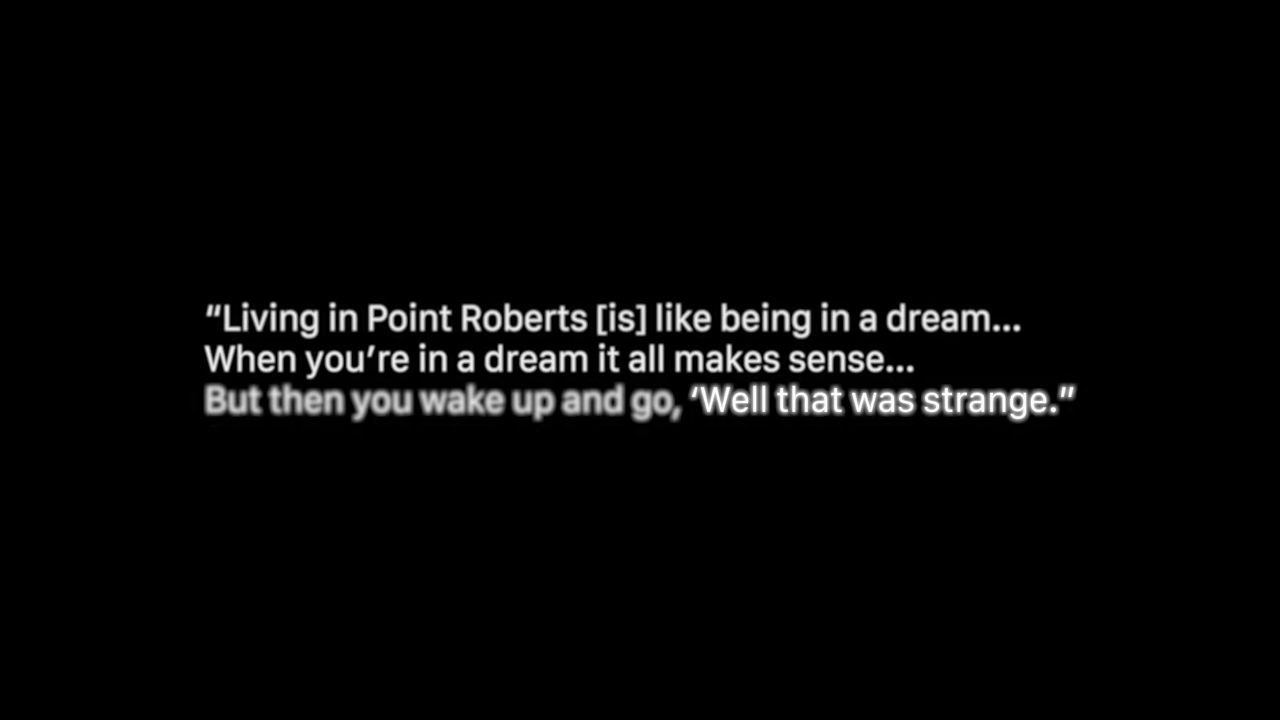 “Living in Point Roberts [is] like being in a dream...
When you’re in a dream it all makes sense...
But then you wake up and go, ‘Well that was strange.”